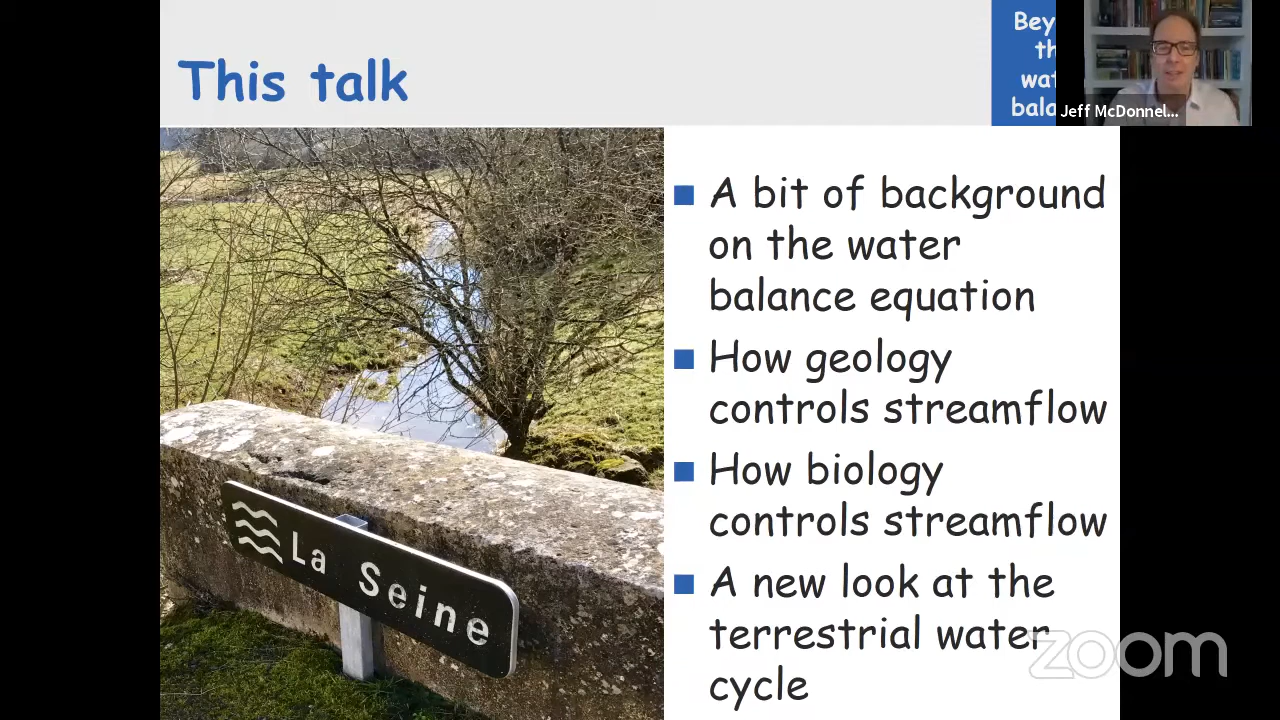 This talk
Bey
th
wat
bala
Jeff McDonnel...
A bit of background
on the water
balance equation
How geology
controls streamflow
How biology
controls streamflow
A new look at the
terrestrial water
cycle
La Seine
zoom